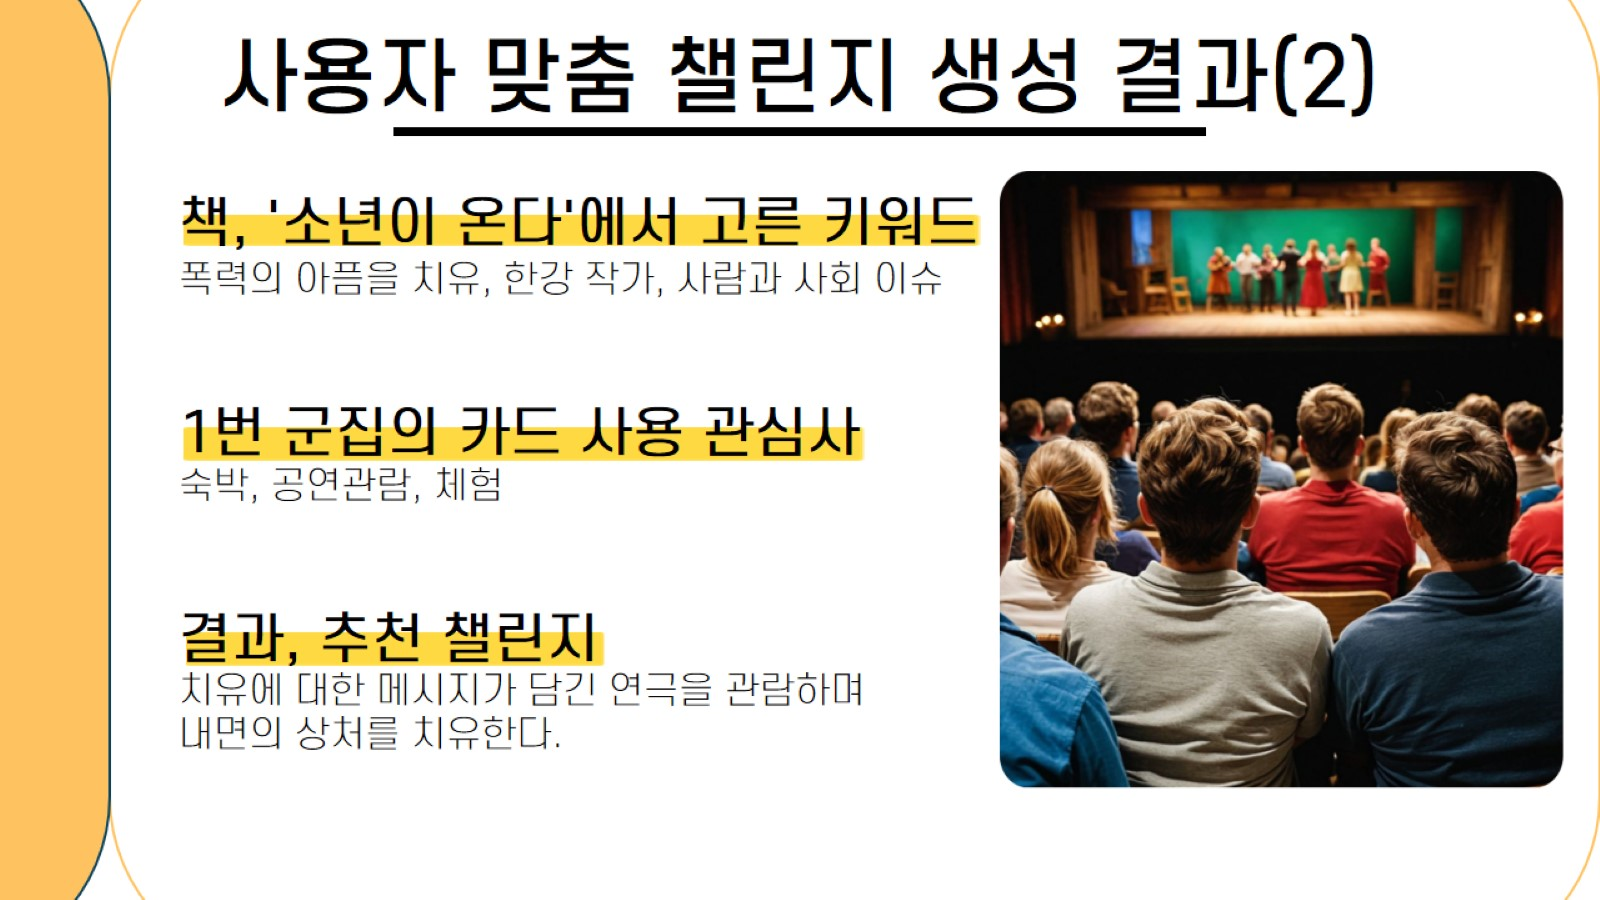 사용자 맞춤 챌린지 생성 결과(2)
책, '소년이 온다'에서 고른 키워드
폭력의 아픔을 치유, 한강 작가, 사람과 사회 이슈
1번 군집의 카드 사용 관심사
숙박, 공연관람, 체험
결과, 추천 챌린지
치유에 대한 메시지가 담긴 연극을 관람하며
내면의 상처를 치유한다.